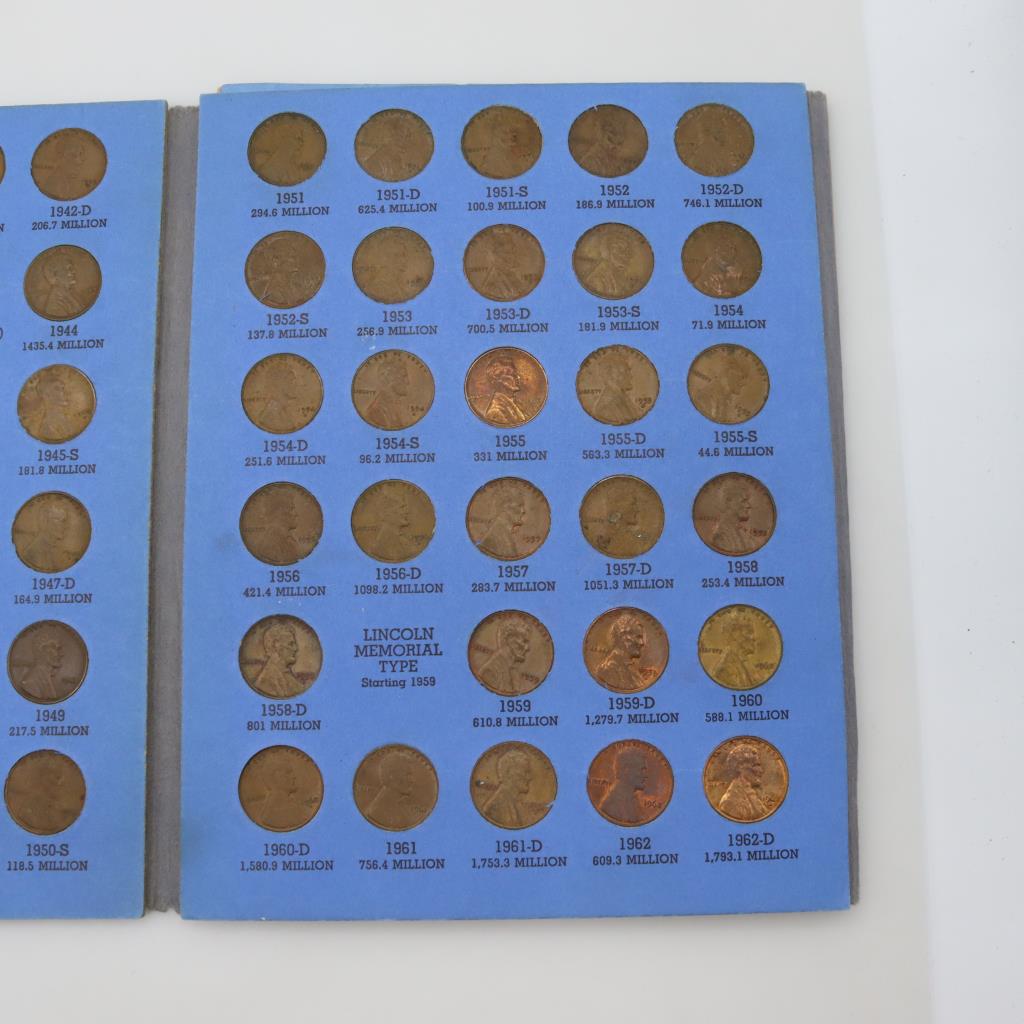 1942-D
206.7 MILLION
1944
1435.4 MILLION
1945-S
181.8 MILLION
1947-D
164.9 MILLION
1949
217.5 MILLION
1950-S
118.5 MILLION
1951
294.6 MILLION
1951-D
625.4 MILLION
1951-S
100.9 MILLION
1952
186.9 MILLION
1952-D
746.1 MILLION
1952-S
137.8 MILLION
1953
256.9 MILLION
1953-D
700.5 MILLION
1953-S
181.9 MILLION
1954
71.9 MILLION
1954-D
251.6 MILLION
1954-S
96.2 MILLION
1955
331 MILLION
1955-D
563.3 MILLION
1955-S
44.6 MILLION
1956
421.4 MILLION
1956-D
1098.2 MILLION
1957
283.7 MILLION
1957-D
1051.3 MILLION
1958
253.4 MILLION
1958-D
801 MILLION
LINCOLN
MEMORIAL
TYPE
Starting 1959
1959
610.8 MILLION
1959-D
1,279.7 MILLION
1960
588.1 MILLION
1960-D
1,580.9 MILLION
1961
756.4 MILLION
1961-D
1,753.3 MILLION
1962
609.3 MILLION
1962-D
1,793.1 MILLION